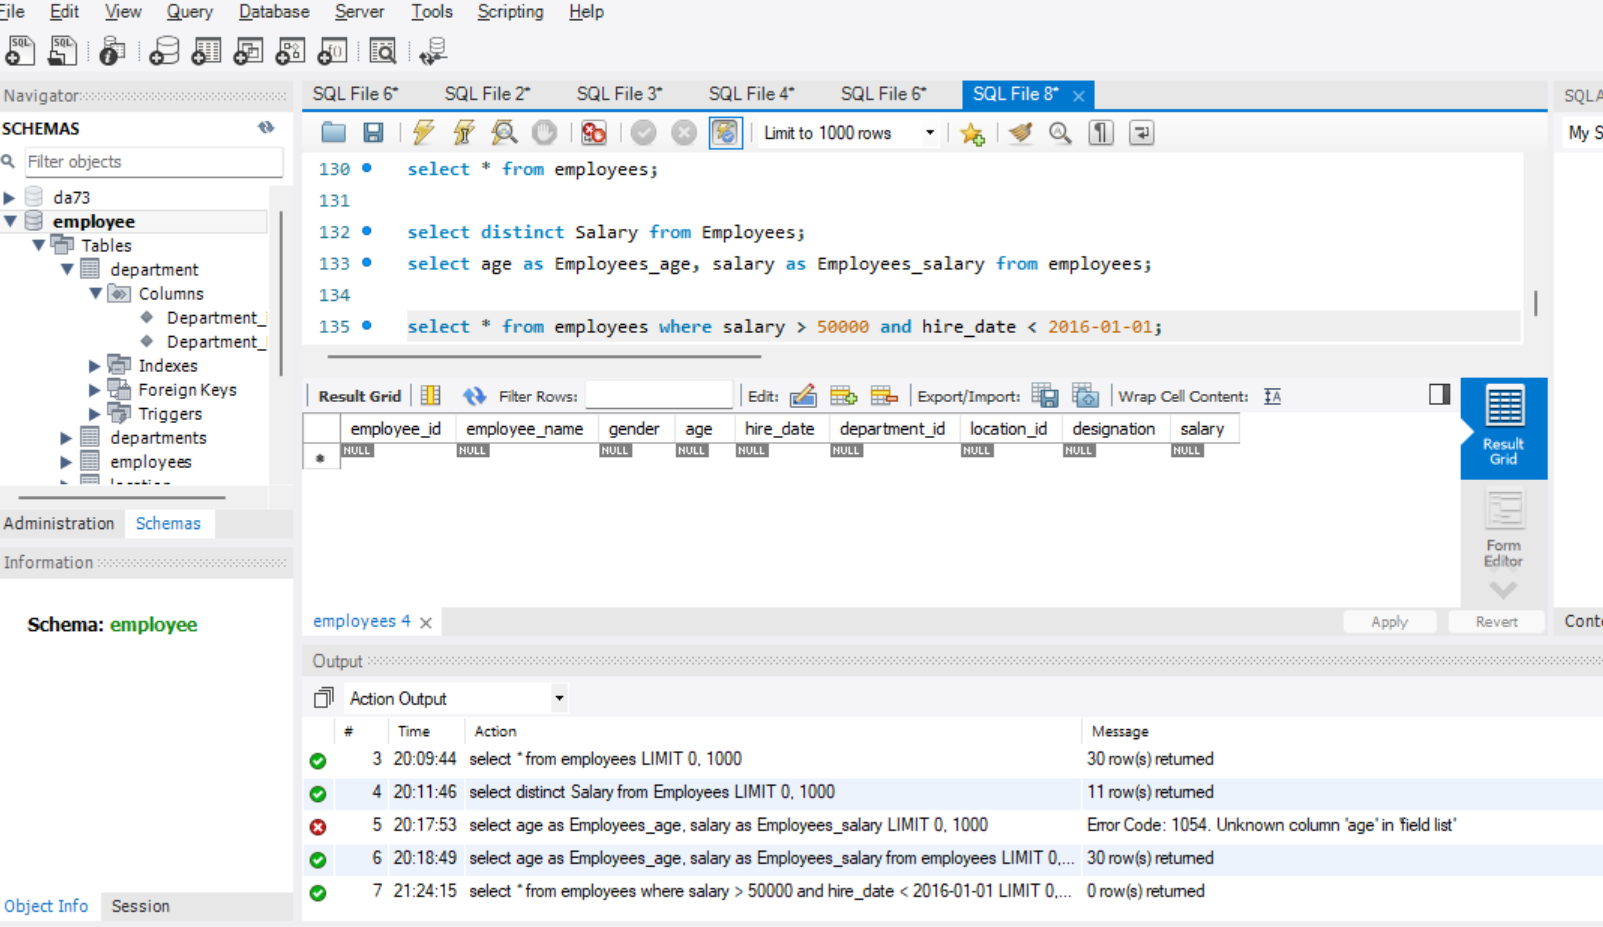 File Edit View Query Database Server Tools Scripting Help
Navigator
SCHEMAS
Filter objects
da73
employee
Tables
department
Columns
Department_
Department_
Indexes
Foreign Keys
Triggers
departments
employees
location
Administration Schemas
Information
Schema: employee
Object Info Session
SQL File 6* SQL File 2* SQL File 3* SQL File 4* SQL File 6* SQL File 8*
Limit to 1000 rows
130 select * from employees;
131
132 select distinct Salary from Employees;
133 select age as Employees_age, salary as Employees_salary from employees;
134
135 select * from employees where salary > 50000 and hire_date < 2016-01-01;
Result Grid Filter Rows: Edit: Export/Import: Wrap Cell Content:
employee_id employee_name gender age hire_date department_id location_id designation salary
NULL NULL NULL NULL NULL NULL NULL NULL NULL
Result
Grid
Form
Editor
employees 4 Apply Revert
Output
Action Output
# Time Action Message
3 20:09:44 select * from employees LIMIT 0, 1000 30 row(s) returned
4 20:11:46 select distinct Salary from Employees LIMIT 0, 1000 11 row(s) returned
5 20:17:53 select age as Employees_age, salary as Employees_salary LIMIT 0, 1000 Error Code: 1054. Unknown column 'age' in 'field list'
6 20:18:49 select age as Employees_age, salary as Employees_salary from employees LIMIT 0,... 30 row(s) returned
7 21:24:15 select * from employees where salary > 50000 and hire_date < 2016-01-01 LIMIT 0,... 0 row(s) returned
SQLA
My S
Conte